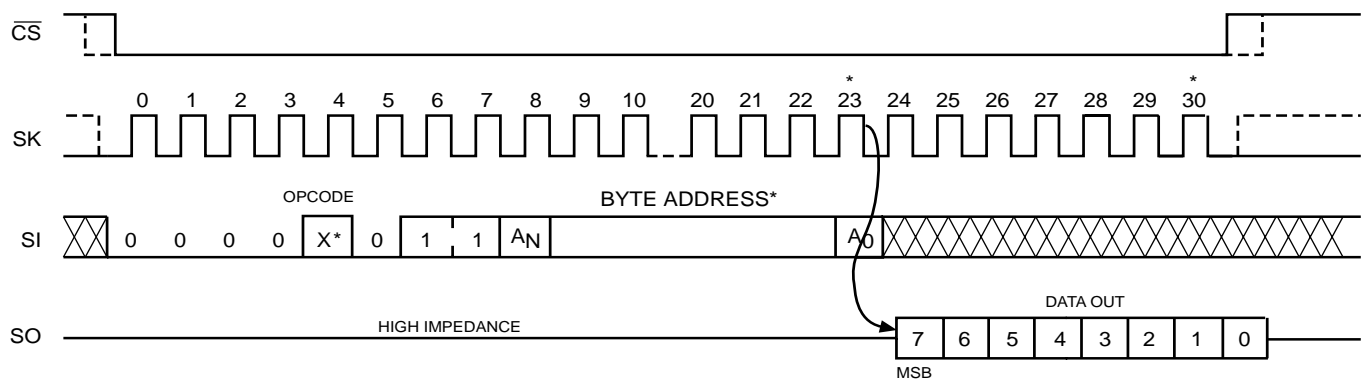 CS
* *
0 1 2 3 4 5 6 7 8 9 10 20 21 22 23 24 25 26 27 28 29 30
SK
OPCODE
BYTE ADDRESS*
SI 0 0 0 0 X* 0 1 1 AN A0
DATA OUT
HIGH IMPEDANCE
SO 7 6 5 4 3 2 1 0
MSB